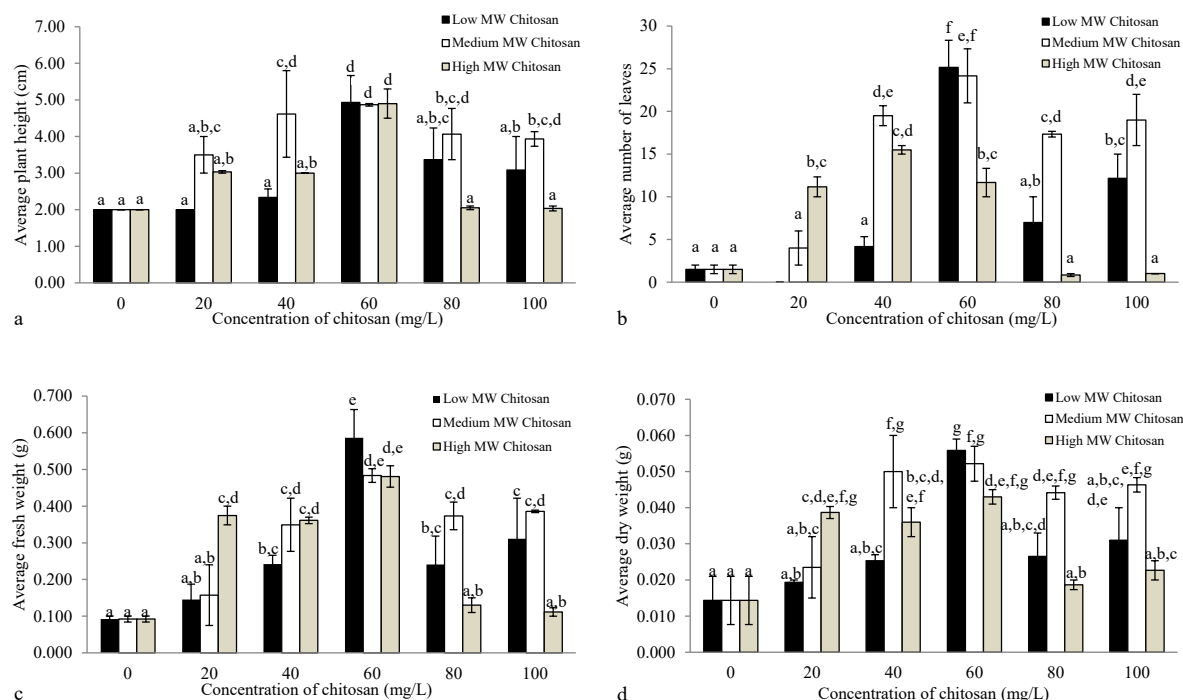 Low MW Chitosan
Medium MW Chitosan
High MW Chitosan
7.00
6.00
5.00
4.00
3.00
2.00
1.00
0.00
Average plant height (cm)
a a a
a a,b,c a,b
a c,d a,b
d d d
a,b,c b,c,d a
a,b b,c,d a
0 20 40 60 80 100
Concentration of chitosan (mg/L)
a
Low MW Chitosan
Medium MW Chitosan
High MW Chitosan
30
25
20
15
10
5
0
Average number of leaves
a a a
a b,c
a d,e c,d
f e,f b,c
a,b c,d a
b,c d,e a
0 20 40 60 80 100
Concentration of chitosan (mg/L)
b
Low MW Chitosan
Medium MW Chitosan
High MW Chitosan
0.700
0.600
0.500
0.400
0.300
0.200
0.100
0.000
Average fresh weight (g)
a a a
a,b a,b c,d
b,c c,d c,d
e d,e d,e
b,c c,d a,b
c c,d a,b
0 20 40 60 80 100
Concentration of chitosan (mg/L)
c
Low MW Chitosan
Medium MW Chitosan
High MW Chitosan
0.070
0.060
0.050
0.040
0.030
0.020
0.010
0.000
Average dry weight (g)
a a a
a,b a,b,c c,d,e,f,g
a,b,c f,g b,c,d,
e,f
g f,g d,e,f,g
a,b,c,d d,e,f,g a,b
a,b,c,
d,e e,f,g a,b,c
0 20 40 60 80 100
Concentration of chitosan (mg/L)
d